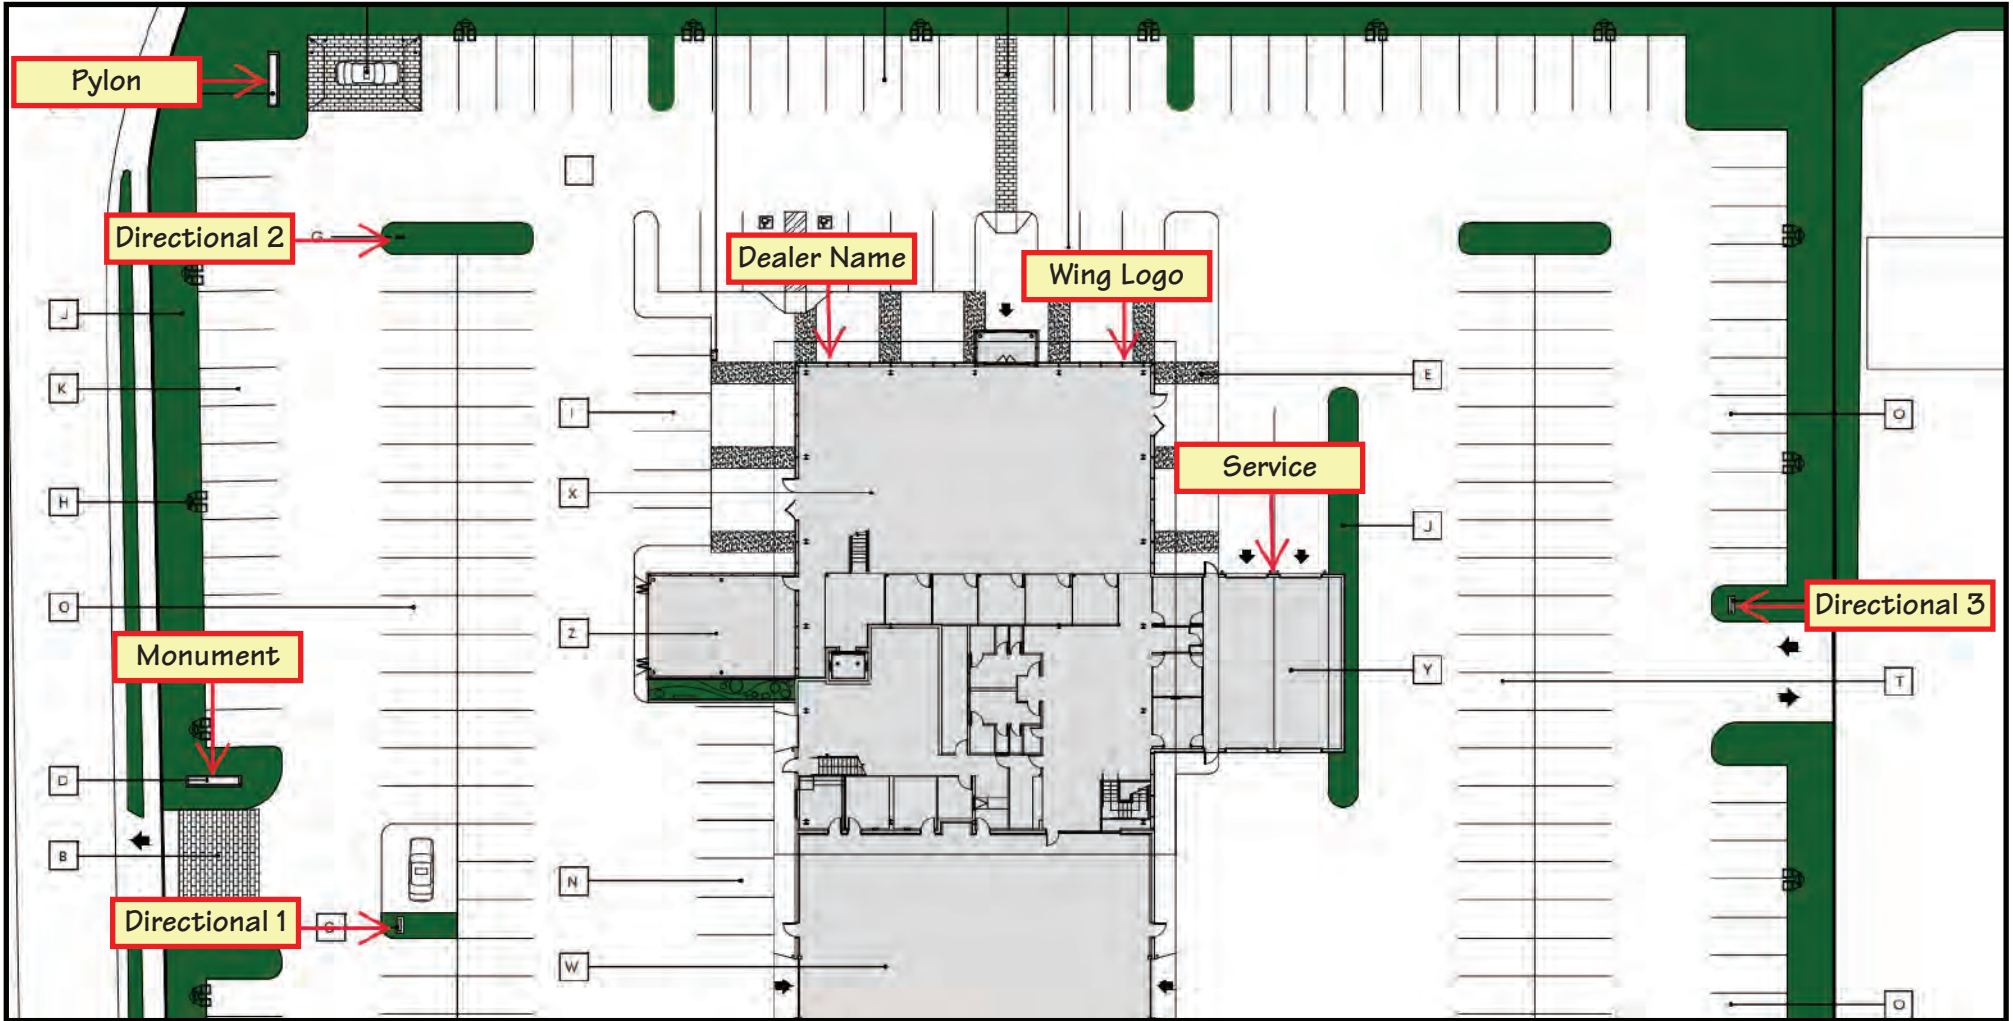 Pylon
Directional 2
G
Dealer Name
Wing Logo
J
E
K
I
O
Service
X
H
J
O
Directional 3
Z
Monument
Y
T
D
B
N
Directional 1
G
W
O